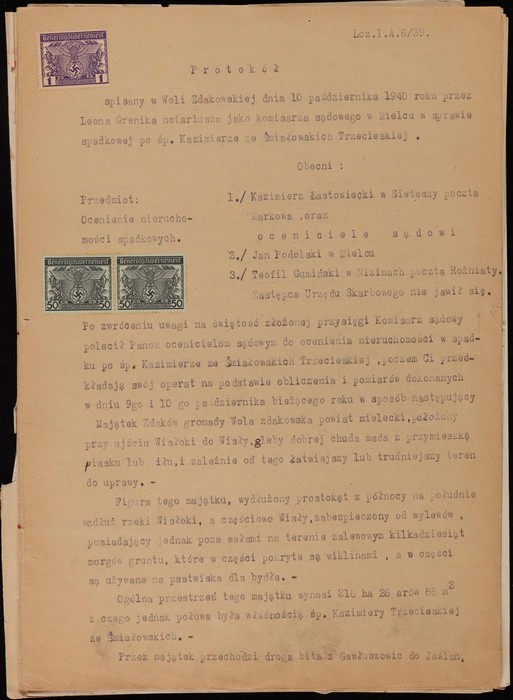 Lcz.I.A.6/39.
Generalgouvernement
1 1
P r o t o k ó ł
spisany w Woli Zdakowskiej dnia 10 października 1940 roku przez
Leona Grenika notariusza jako komisarza sądowego w Mielcu w sprawie
spadkowej po śp. Kazimierze ze Śmiałowskich Trzecieskiej .
Obecni :
Przedmiot:
Ocenienie nierucho-
mości spadkowych.
1./ Kazimierz Łastowiecki w Sieteszy poczta
Markowa ,oraz
o c e n i c i e l e  s ą d o w i
2./ Jan Podolski w Mielcu
3./ Teofil Gumiński w Nizinach poczta Rożniaty.
Zastępca Urzędu Skarbowego nie jawił się.
Generalgouvernement Generalgouvernement
50 50 50 50
Po zwróceniu uwagi na świętość złożonej przysięgi Komisarz sądowy
polecił Panom ocenicielom sądowym do ocenienia nieruchomości w spad-
ku po śp. Kazimierze ze Śmiałowskich Trzecieskiej ,poczem Ci przed-
kładają swój operat na podstawie obliczenia i pomiarów dokonanych
w dniu 9go i 10 go października bieżącego roku w sposób następujący
Majątek Zdaków gromady Wola zdakowska powiat mielecki,położony
przy ujściu Wisłoki do Wisły,gleby dobrej chuda mada z przymieszką
piasku lub iłu,i zależnie od tego łatwiejszy lub trudniejszy teren
do uprawy. -
Figura tego majątku, wydłużony prostokąt z północy na południe
wzdłuż rzeki Wisłoki, a częściowo Wisły,zabezpieczony od wylewów ,
posiadający jednak poza wałami na terenie zalewowym kilkadziesiąt
morgów gruntu, które w części pokryte są wiklinami , a w części
są używane na pastwiska dla bydła. -
Ogólna przestrzeń tego majątku wynosi 218 ha 26 arów 88 m2
z czego jednak połowa była własnością śp. Kazimiery Trzecieskiej
ze Śmiałowskich. -
Przez majątek przechodzi droga bita z Gawłuszowic do Jaślan,